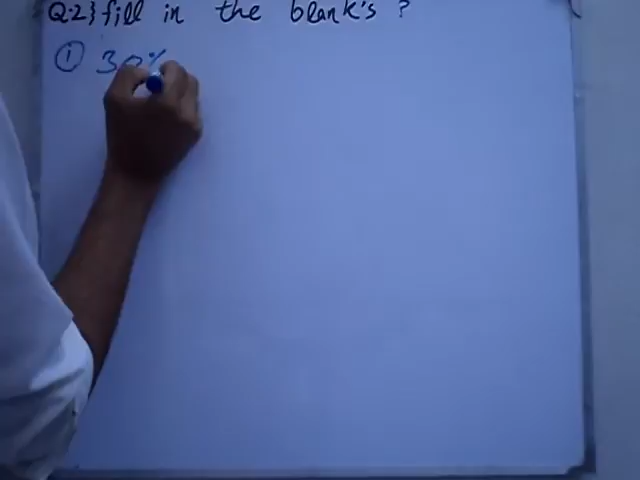 Q.2} fill in the blank's ?
① 30%